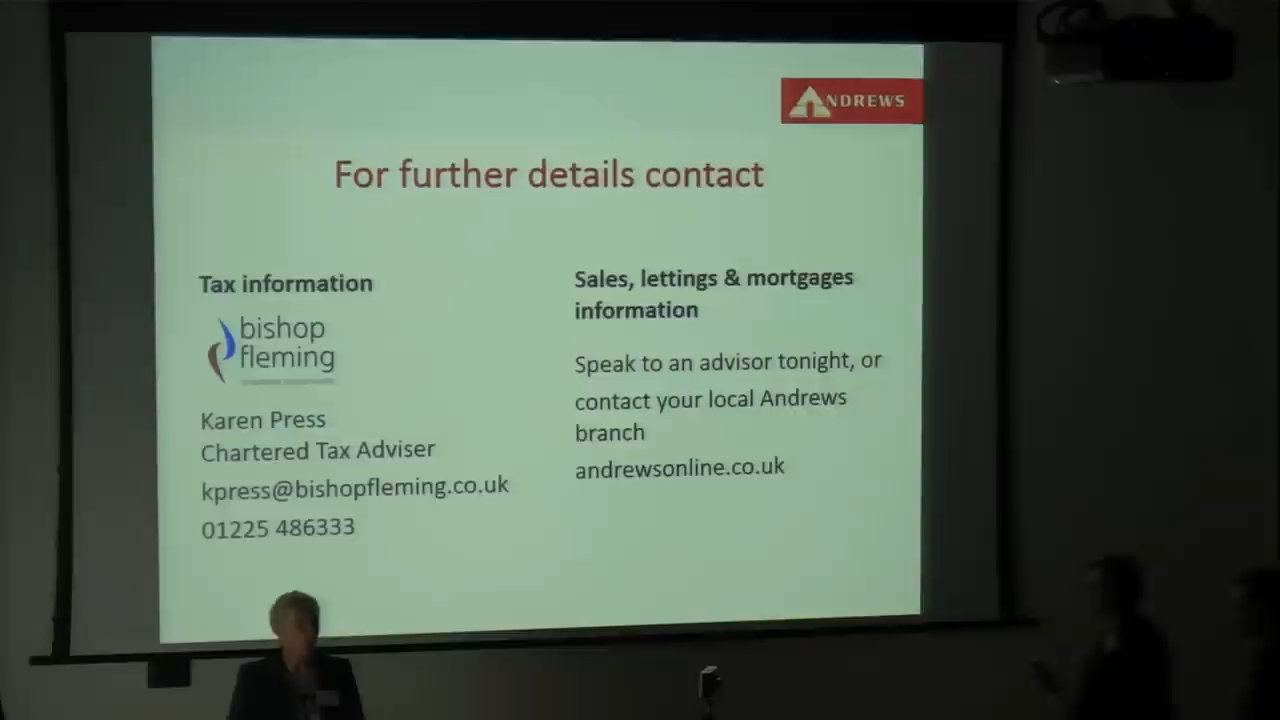 ANDREWS
For further details contact
Tax information
bishop
fleming
Karen Press
Chartered Tax Adviser
kpress@bishopfleming.co.uk
01225 486333
Sales, lettings & mortgages
information
Speak to an advisor tonight, or
contact your local Andrews
branch
andrewsonline.co.uk